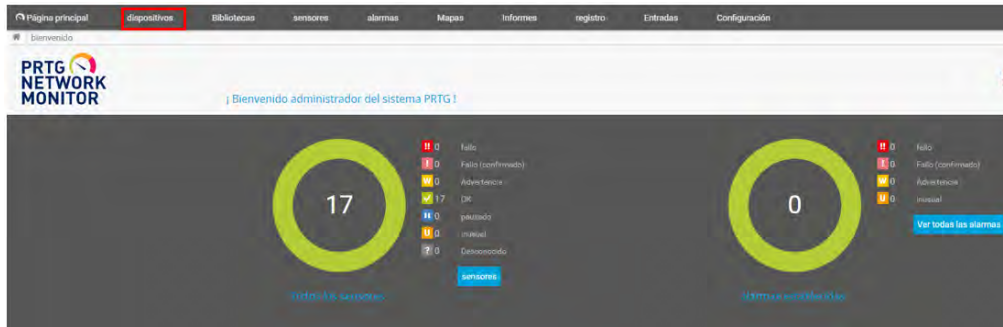 Página principal dispositivos Bibliotecas sensores alarmas Mapas Informes registro Entradas Configuración
bienvenido
PRTG
NETWORK
MONITOR
¡ Bienvenido administrador del sistema PRTG !
17
!! 0 fallo
! 0 Fallo (confirmado)
W 0 Advertencia
17 OK
0 pausado
U 0 inusual
? 0 Desconocido
sensores
0
!! 0 fallo
! 0 Fallo (confirmado)
W 0 Advertencia
U 0 inusual
Ver todas las alarmas